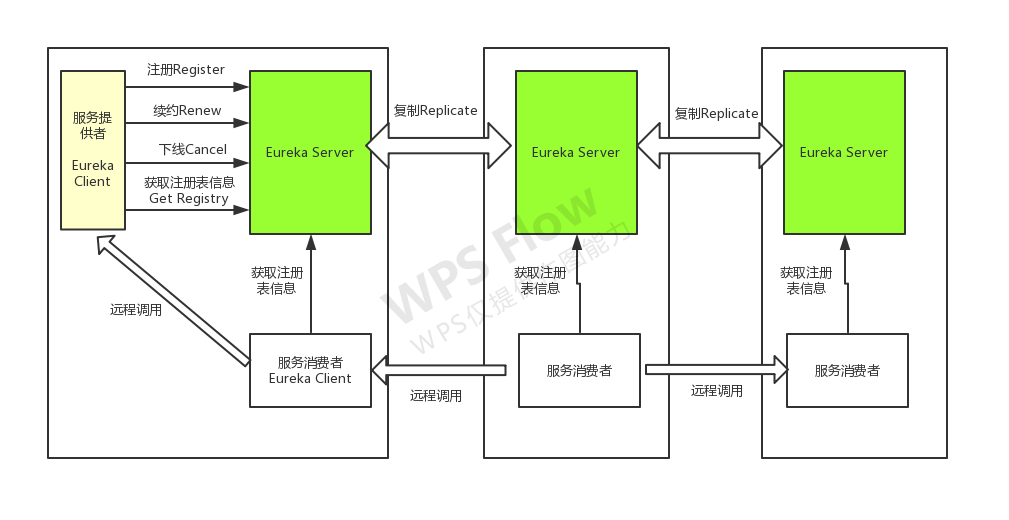 注册Register
续约Renew
下线Cancel
获取注册表信息
Get Registry
服务提
供者
Eureka
Client
Eureka Server
复制Replicate
Eureka Server
复制Replicate
Eureka Server
获取注册
表信息
获取注册
表信息
获取注册
表信息
远程调用
服务消费者
Eureka Client
远程调用
服务消费者
远程调用
服务消费者
WPS Flow
WPS仅提供作图能力